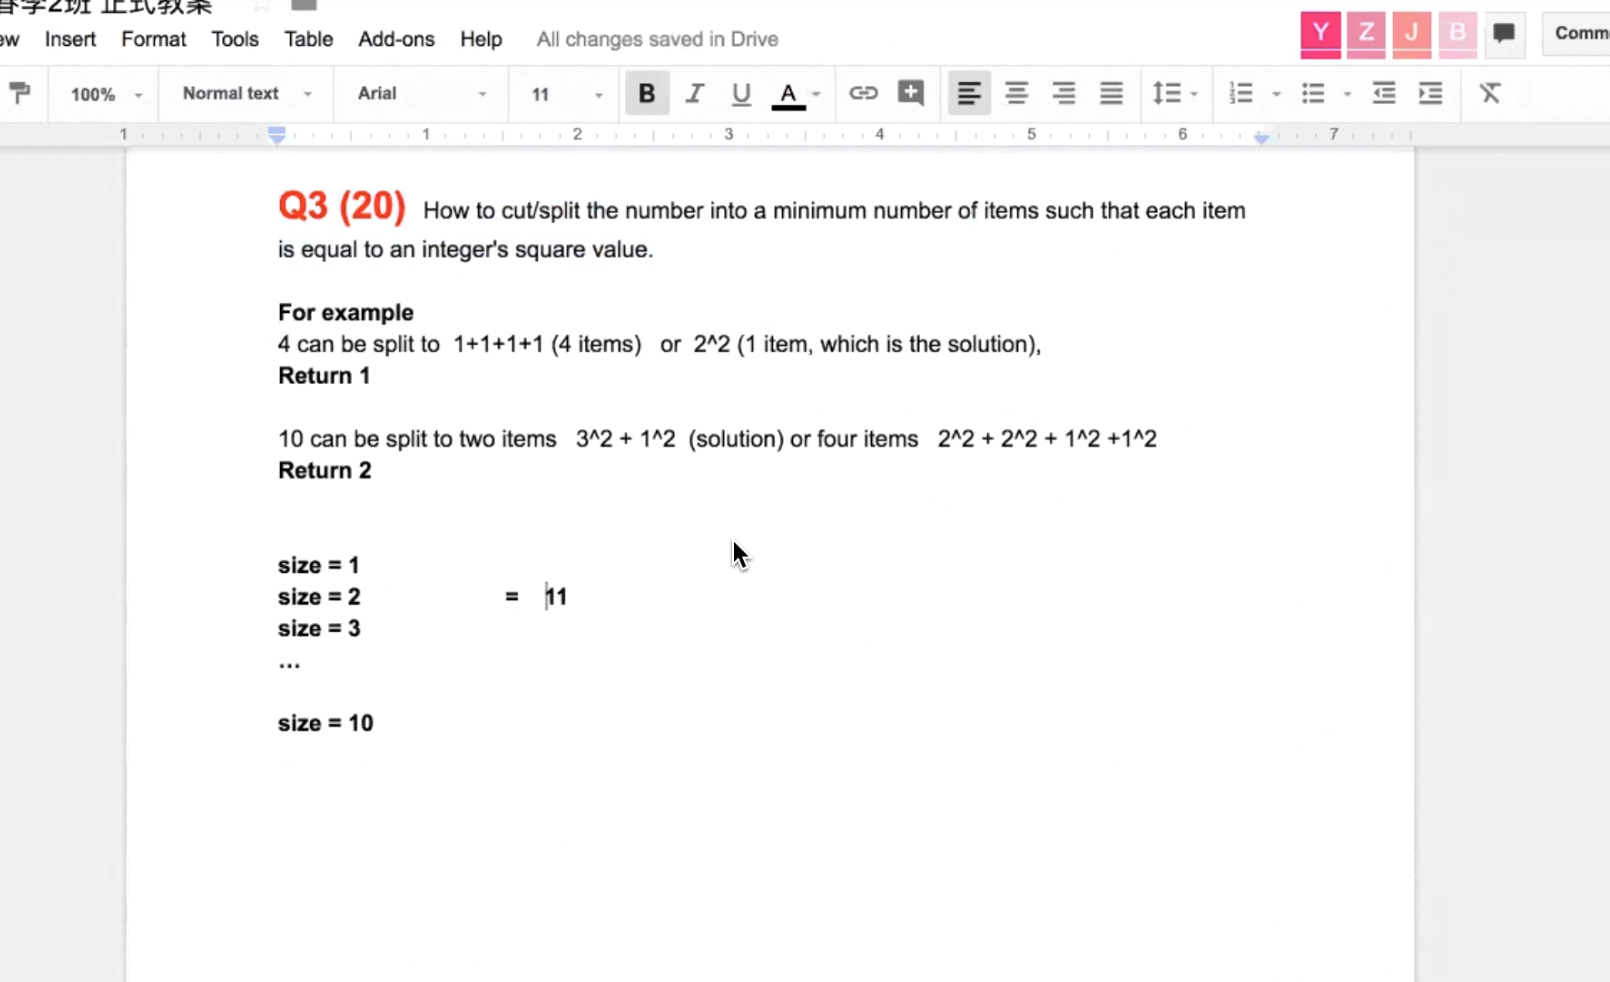 春季2班 正式教案
ew Insert Format Tools Table Add-ons Help All changes saved in Drive
Y Z J B
Comm
100% Normal text Arial 11 B I U A
1 1 2 3 4 5 6 7
Q3 (20) How to cut/split the number into a minimum number of items such that each item
is equal to an integer's square value.
For example
4 can be split to 1+1+1+1 (4 items) or 2^2 (1 item, which is the solution),
Return 1
10 can be split to two items 3^2 + 1^2 (solution) or four items 2^2 + 2^2 + 1^2 +1^2
Return 2
size = 1
size = 2 = 11
size = 3
...
size = 10